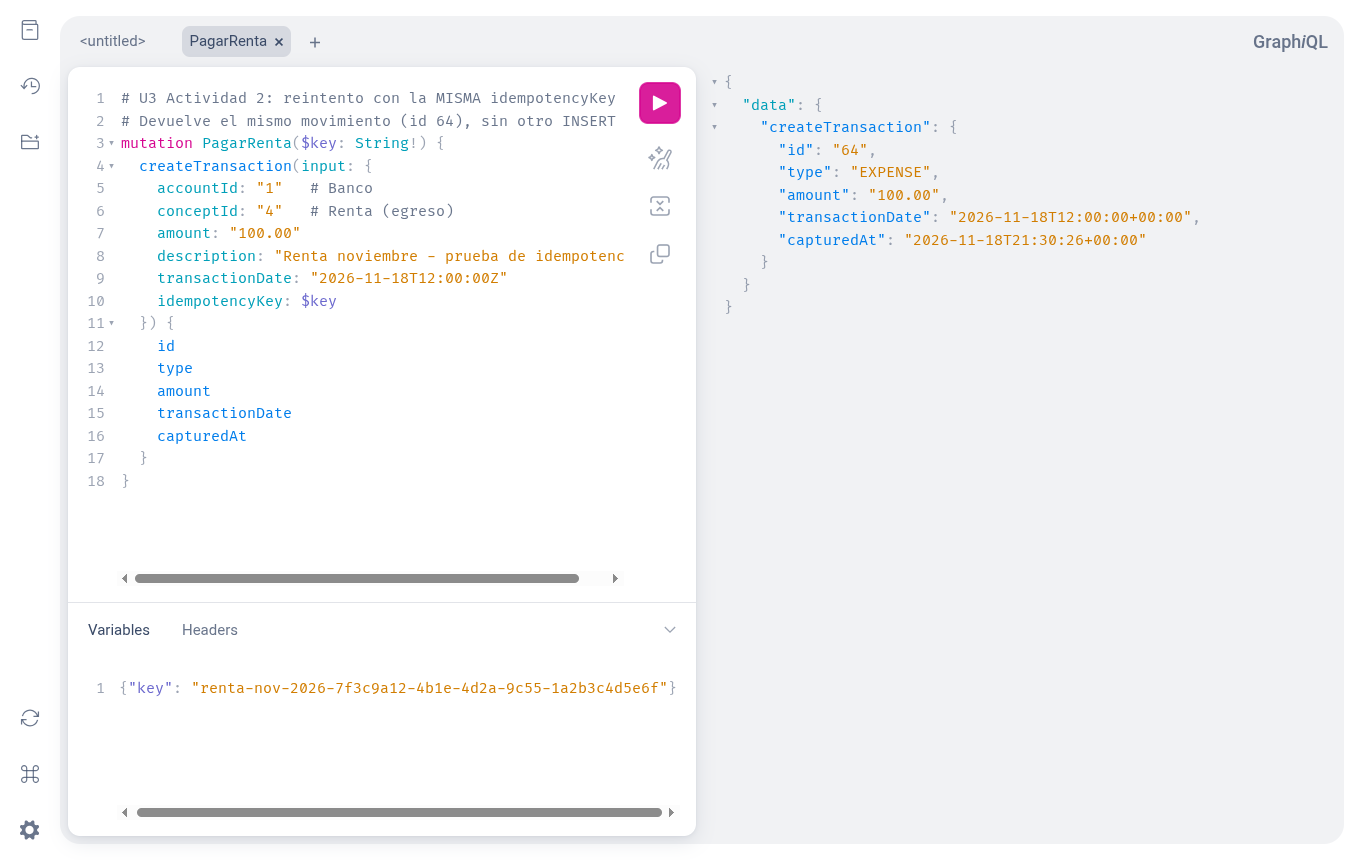 <untitled>
PagarRenta ×
GraphiQL
1 # U3 Actividad 2: reintento con la MISMA idempotencyKey
2 # Devuelve el mismo movimiento (id 64), sin otro INSERT
3 mutation PagarRenta($key: String!) {
4 createTransaction(input: {
5 accountId: "1" # Banco
6 conceptId: "4" # Renta (egreso)
7 amount: "100.00"
8 description: "Renta noviembre - prueba de idempotenc
9 transactionDate: "2026-11-18T12:00:00Z"
10 idempotencyKey: $key
11 }) {
12 id
13 type
14 amount
15 transactionDate
16 capturedAt
17 }
18 }
Variables
Headers
1 {"key": "renta-nov-2026-7f3c9a12-4b1e-4d2a-9c55-1a2b3c4d5e6f"}
{
"data": {
"createTransaction": {
"id": "64",
"type": "EXPENSE",
"amount": "100.00",
"transactionDate": "2026-11-18T12:00:00+00:00",
"capturedAt": "2026-11-18T21:30:26+00:00"
}
}
}